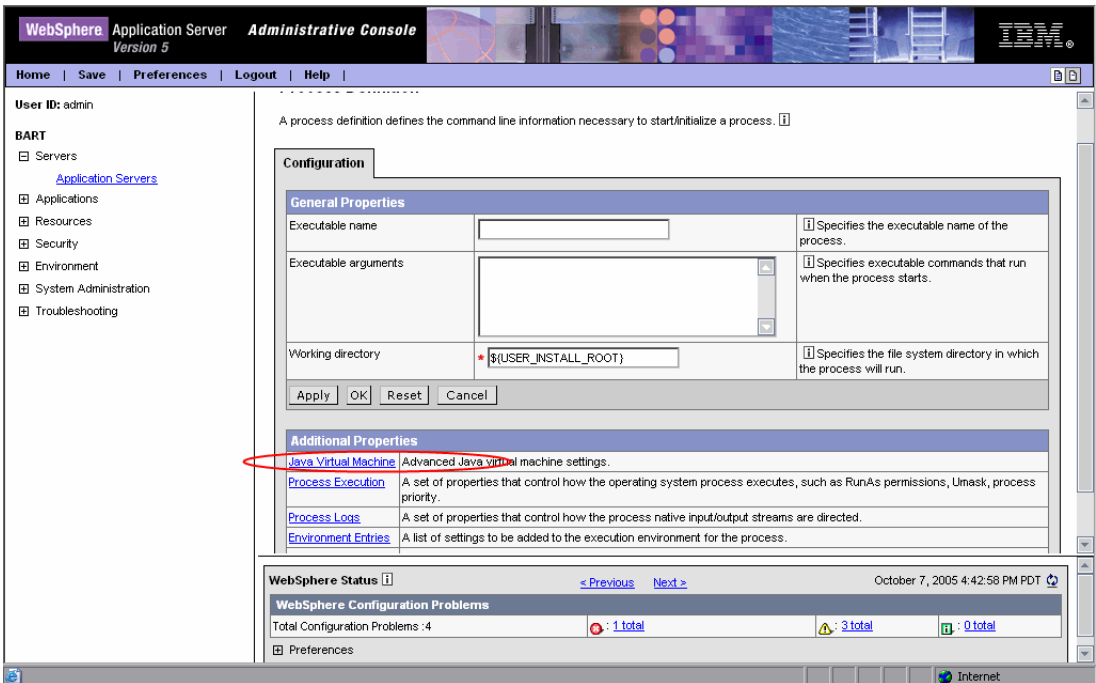 WebSphere Application Server Administrative Console
Version 5
IBM®
Home | Save | Preferences | Logout | Help |
User ID: admin
BART
Servers
Application Servers
Applications
Resources
Security
Environment
System Administration
Troubleshooting
Process Definition
A process definition defines the command line information necessary to start/initialize a process. i
Configuration
General Properties
Executable name
i Specifies the executable name of the
process.
Executable arguments
i Specifies executable commands that run
when the process starts.
Working directory
* ${USER_INSTALL_ROOT}
i Specifies the file system directory in which
the process will run.
Apply OK Reset Cancel
Additional Properties
Java Virtual Machine Advanced Java virtual machine settings.
Process Execution A set of properties that control how the operating system process executes, such as RunAs permissions, Umask, process
priority.
Process Logs A set of properties that control how the process native input/output streams are directed.
Environment Entries A list of settings to be added to the execution environment for the process.
WebSphere Status i < Previous Next > October 7, 2005 4:42:58 PM PDT
WebSphere Configuration Problems
Total Configuration Problems :4 : 1 total : 3 total : 0 total
Preferences
Internet